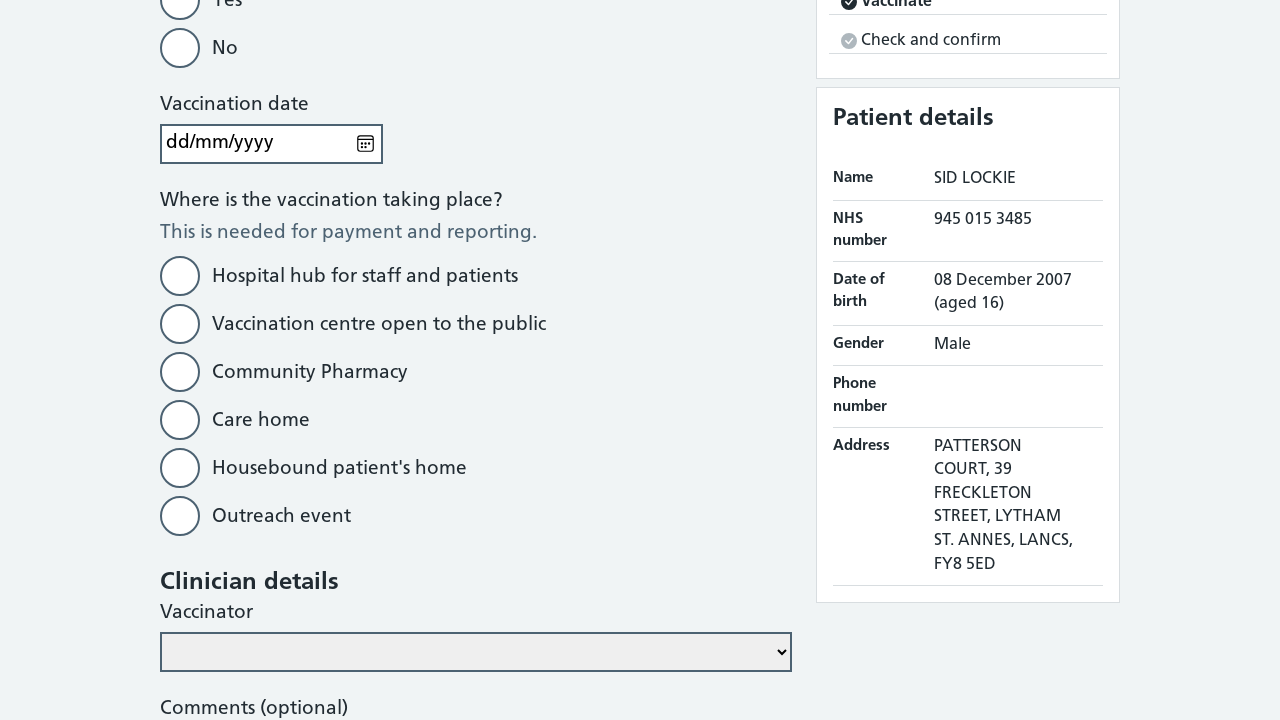 Yes
No
Vaccination date
dd/mm/yyyy
Where is the vaccination taking place?
This is needed for payment and reporting.
Hospital hub for staff and patients
Vaccination centre open to the public
Community Pharmacy
Care home
Housebound patient's home
Outreach event
Clinician details
Vaccinator
Comments (optional)
Vaccinate
Check and confirm
Patient details
Name SID LOCKIE
NHS number 945 015 3485
Date of birth 08 December 2007 (aged 16)
Gender Male
Phone number
Address PATTERSON
COURT, 39
FRECKLETON
STREET, LYTHAM
ST. ANNES, LANCS,
FY8 5ED